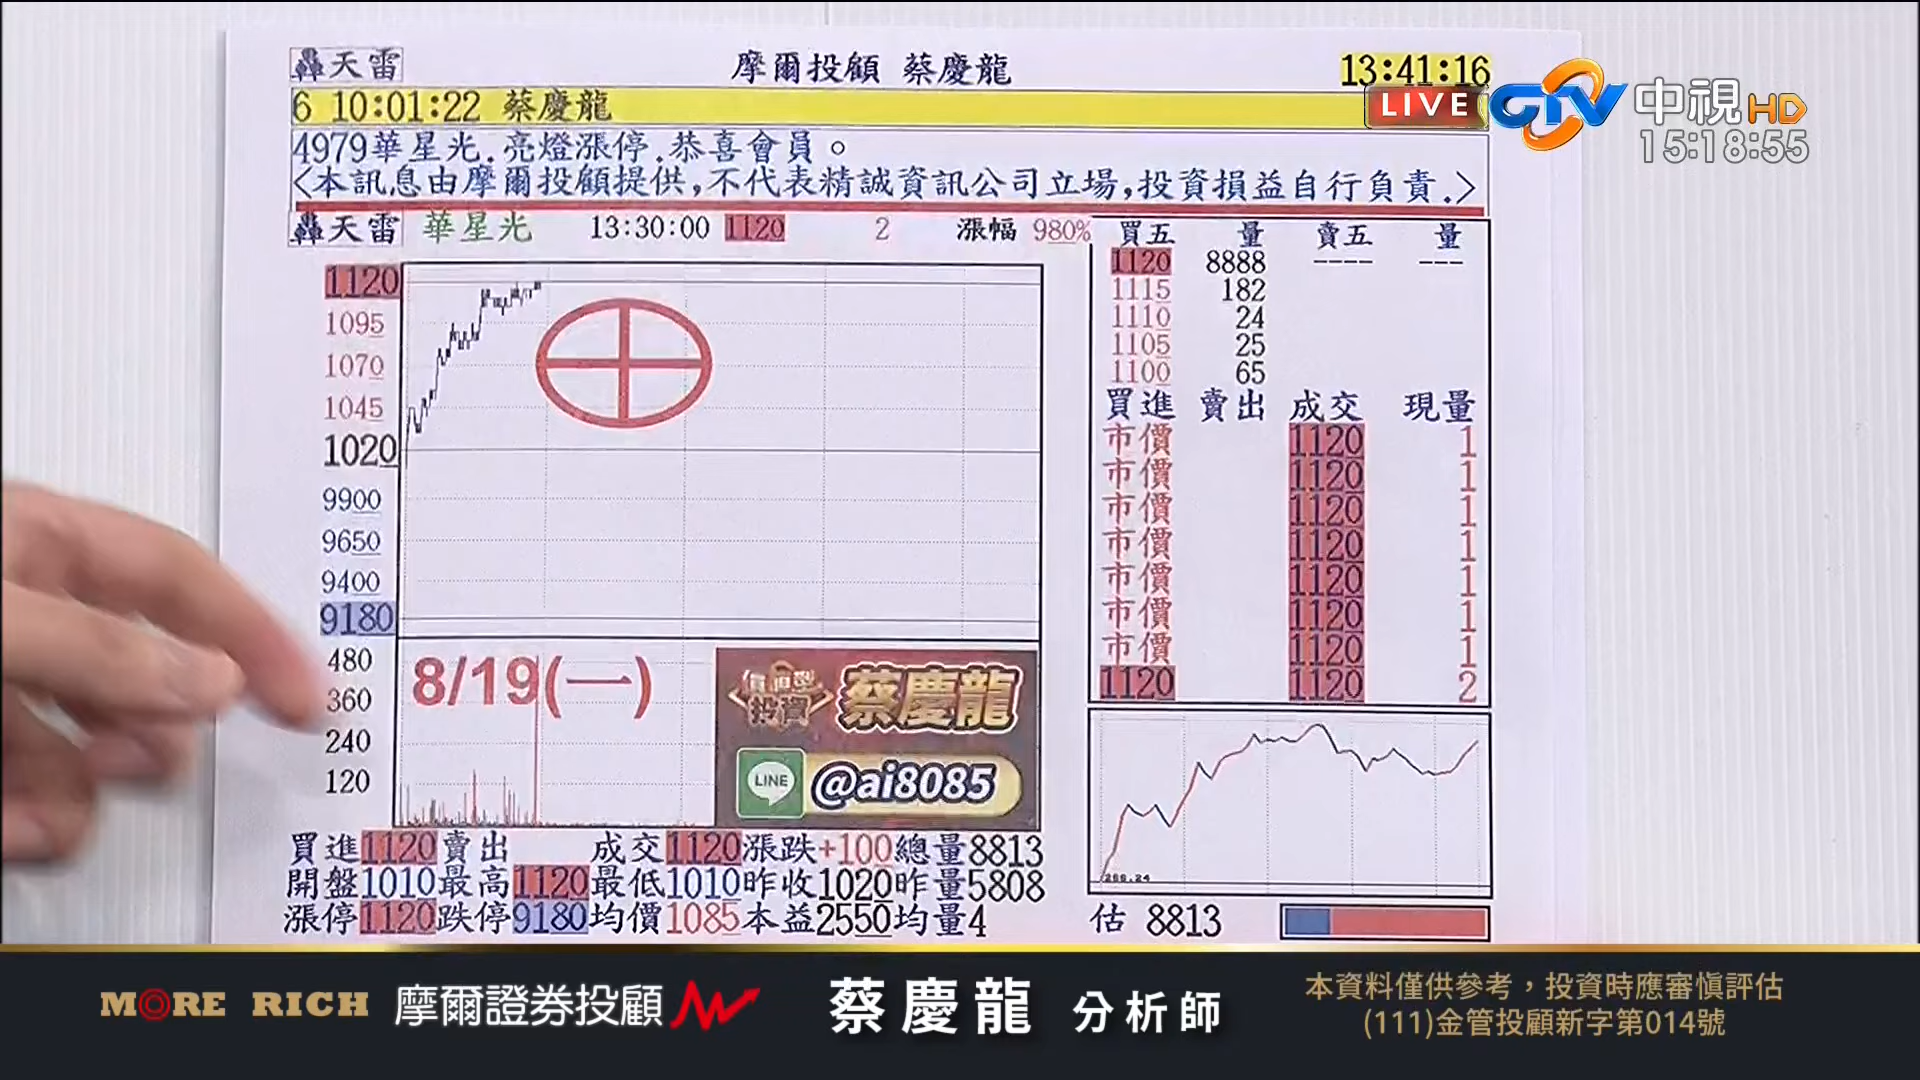 轟天雷 摩爾投顧 蔡慶龍 13:41:16
6 10:01:22 蔡慶龍
LIVE CTV 中視HD
15:18:55
4979華星光.亮燈漲停.恭喜會員。
<本訊息由摩爾投顧提供,不代表精誠資訊公司立場,投資損益自行負責.>
轟天雷 華星光 13:30:00 1120 2 漲幅 980%
買五 量 賣五 量
1120 8888 ---- ---
1115 182
1110 24
1105 25
1100 65
買進 賣出 成交 現量
市價 1120 1
市價 1120 1
市價 1120 1
市價 1120 1
市價 1120 1
市價 1120 1
市價 1120 1
1120 1120 2
1120
1095
1070
1045
1020
9900
9650
9400
9180
480
360
240
120
8/19(一)
投資
蔡慶龍
LINE @ai8085
買進1120賣出 成交1120漲跌+100總量8813
開盤1010最高1120最低1010昨收1020昨量5808
漲停1120跌停9180均價1085本益2550均量4
266.24
估 8813
MORE RICH 摩爾證券投顧
蔡慶龍 分析師
本資料僅供參考，投資時應審慎評估
(111)金管投顧新字第014號